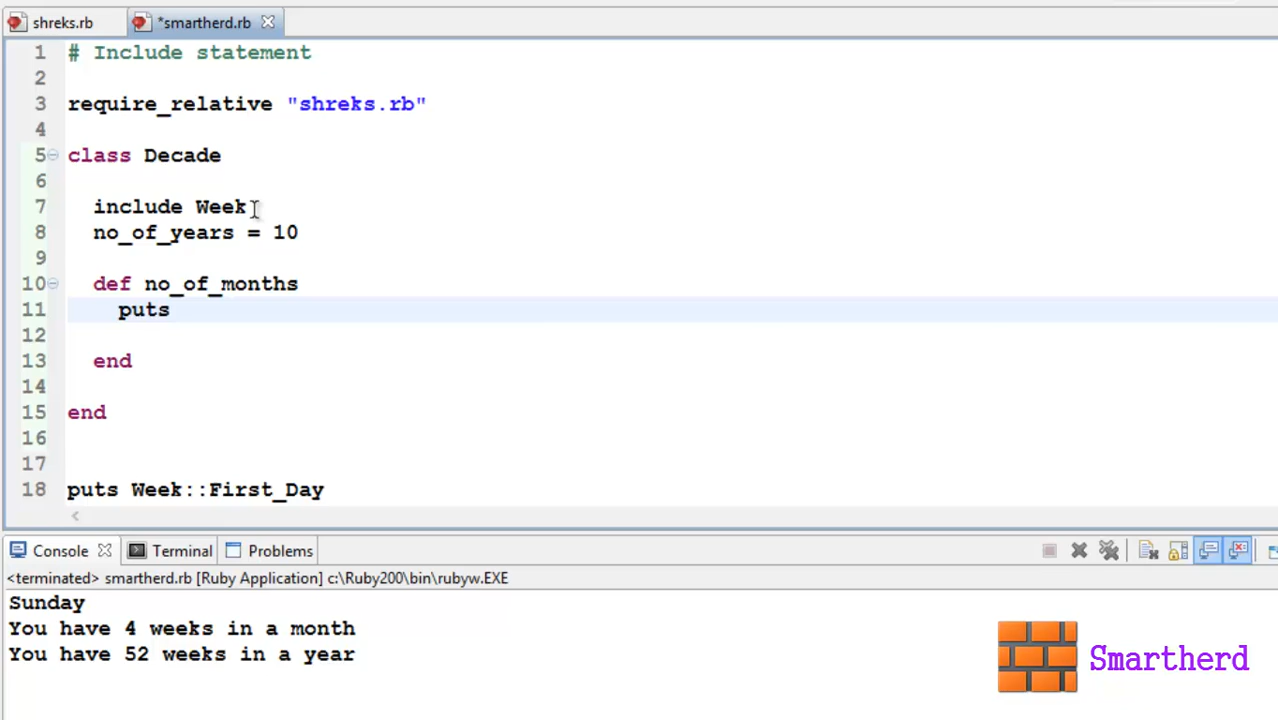 shreks.rb
*smartherd.rb
1 # Include statement
2
3 require_relative "shreks.rb"
4
5 class Decade
6
7 include Week
8 no_of_years = 10
9
10 def no_of_months
11 puts
12
13 end
14
15 end
16
17
18 puts Week::First_Day
Console Terminal Problems
<terminated> smartherd.rb [Ruby Application] c:\Ruby200\bin\rubyw.EXE
Sunday
You have 4 weeks in a month
You have 52 weeks in a year
Smartherd